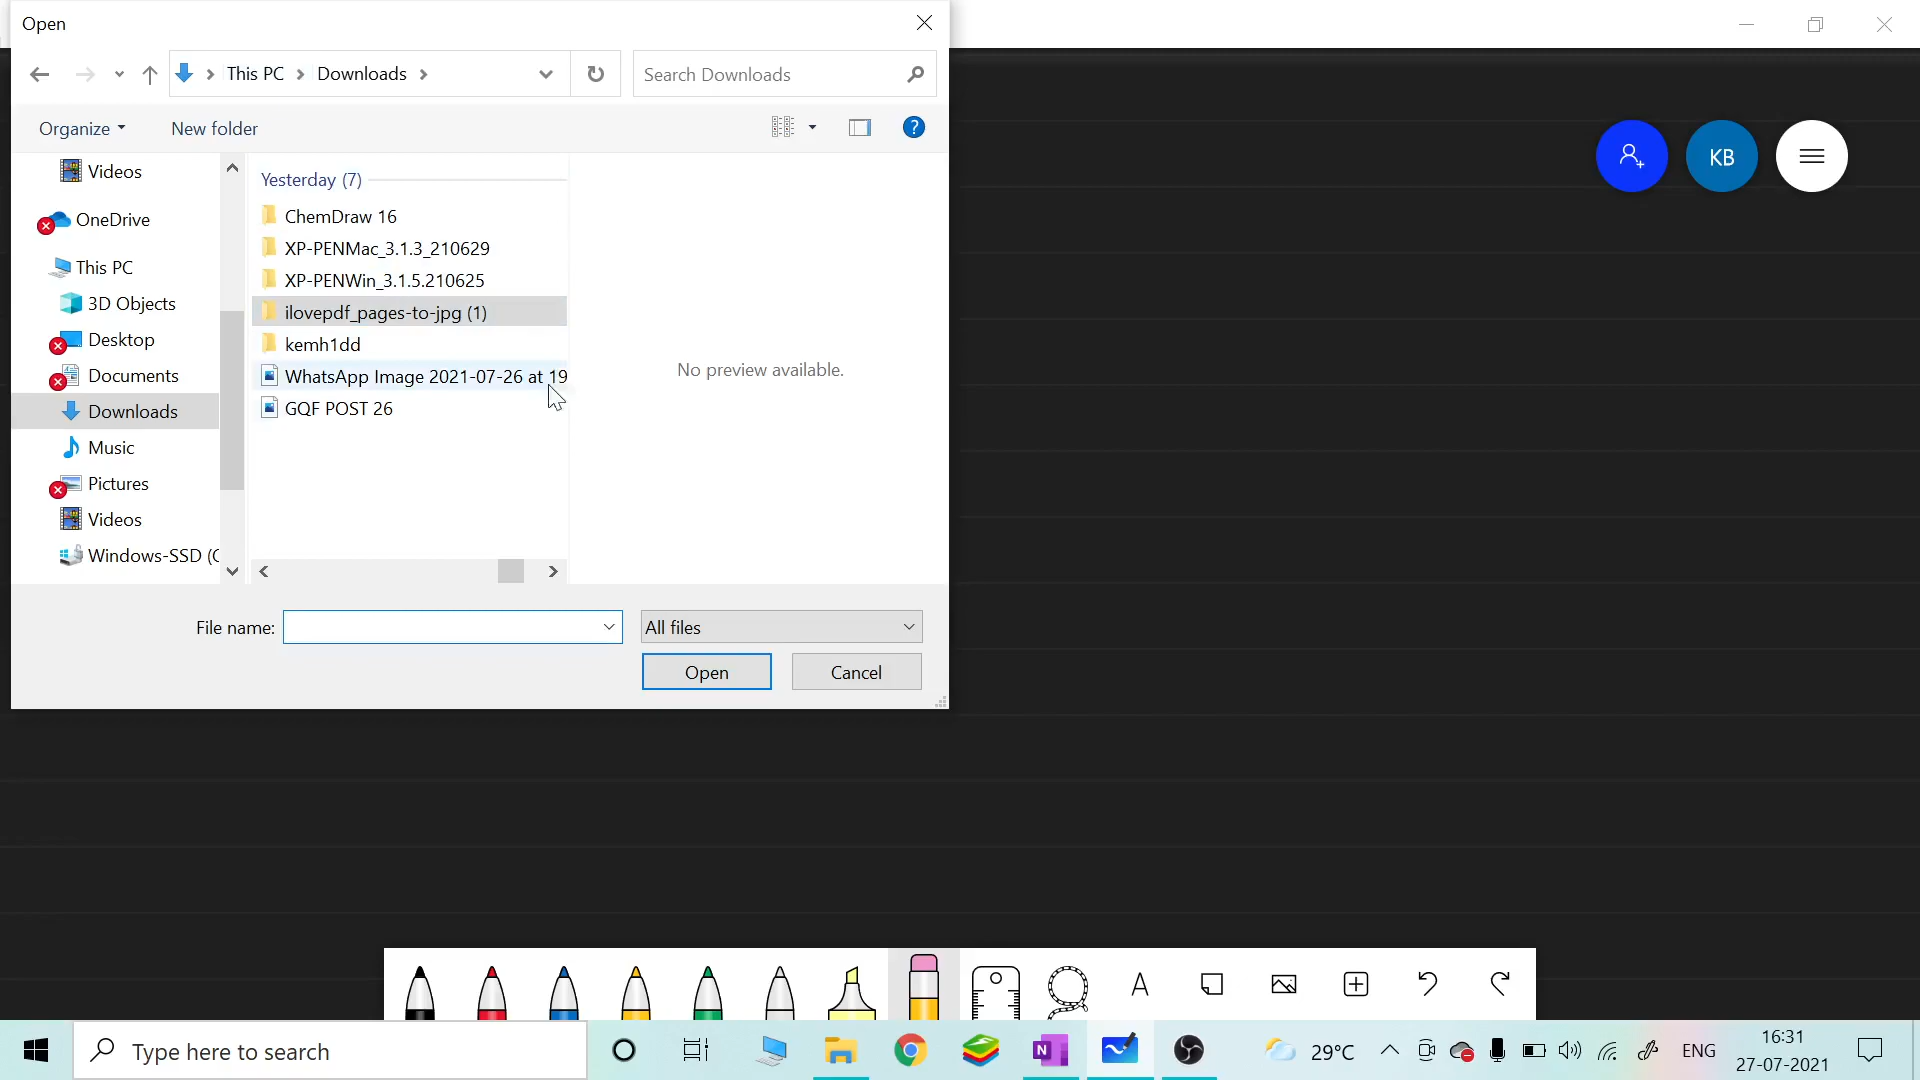 Open
This PC
Downloads
Search Downloads
Organize
New folder
?
Videos
OneDrive
This PC
3D Objects
Desktop
Documents
Downloads
Music
Pictures
Videos
Windows-SSD (C
Yesterday (7)
ChemDraw 16
XP-PENMac_3.1.3_210629
XP-PENWin_3.1.5.210625
ilovepdf_pages-to-jpg (1)
kemh1dd
WhatsApp Image 2021-07-26 at 19
GQF POST 26
No preview available.
File name:
All files
Open
Cancel
KB
A
Type here to search
N
29°C
ENG
16:31
27-07-2021